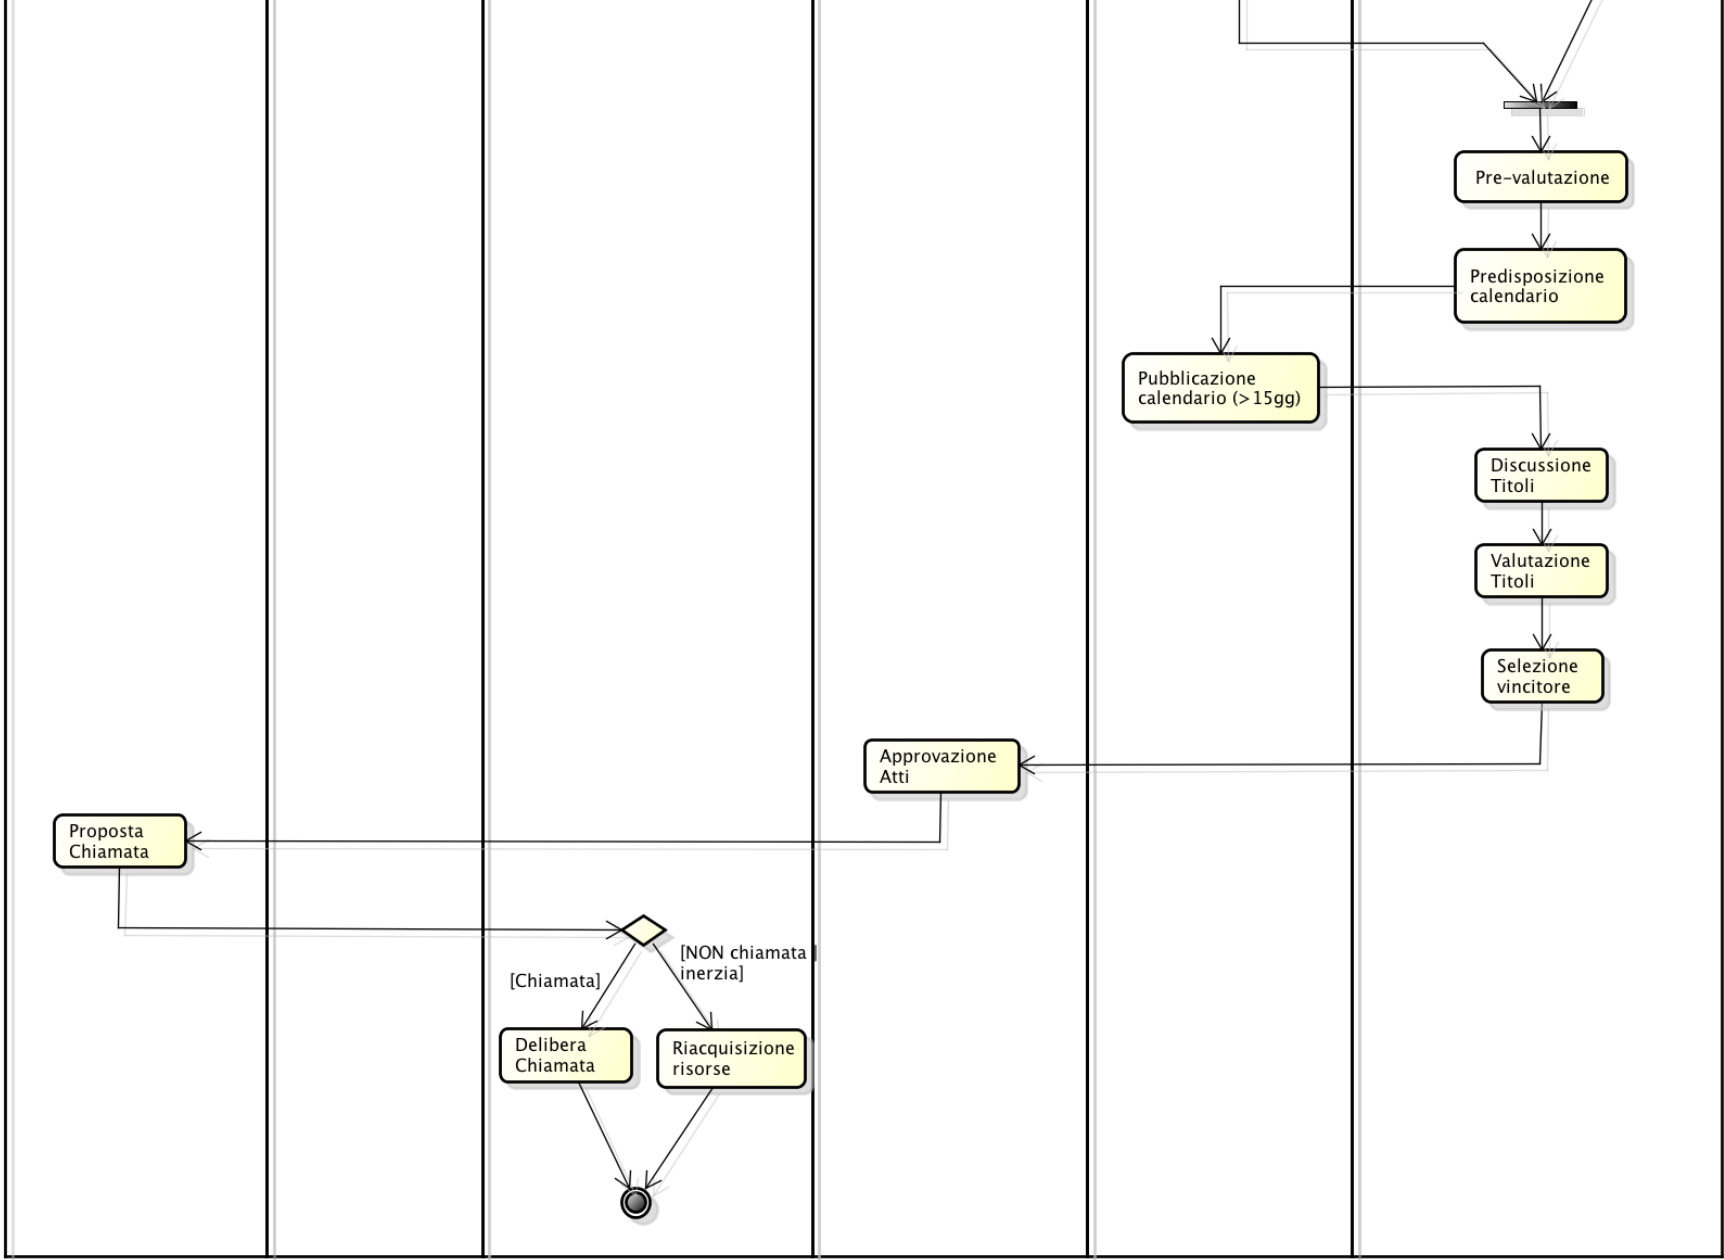 Pre-valutazione
Predisposizione
calendario
Pubblicazione
calendario (>15gg)
Discussione
Titoli
Valutazione
Titoli
Selezione
vincitore
Approvazione
Atti
Proposta
Chiamata
[NON chiamata |
inerzia]
[Chiamata]
Delibera
Chiamata
Riacquisizione
risorse